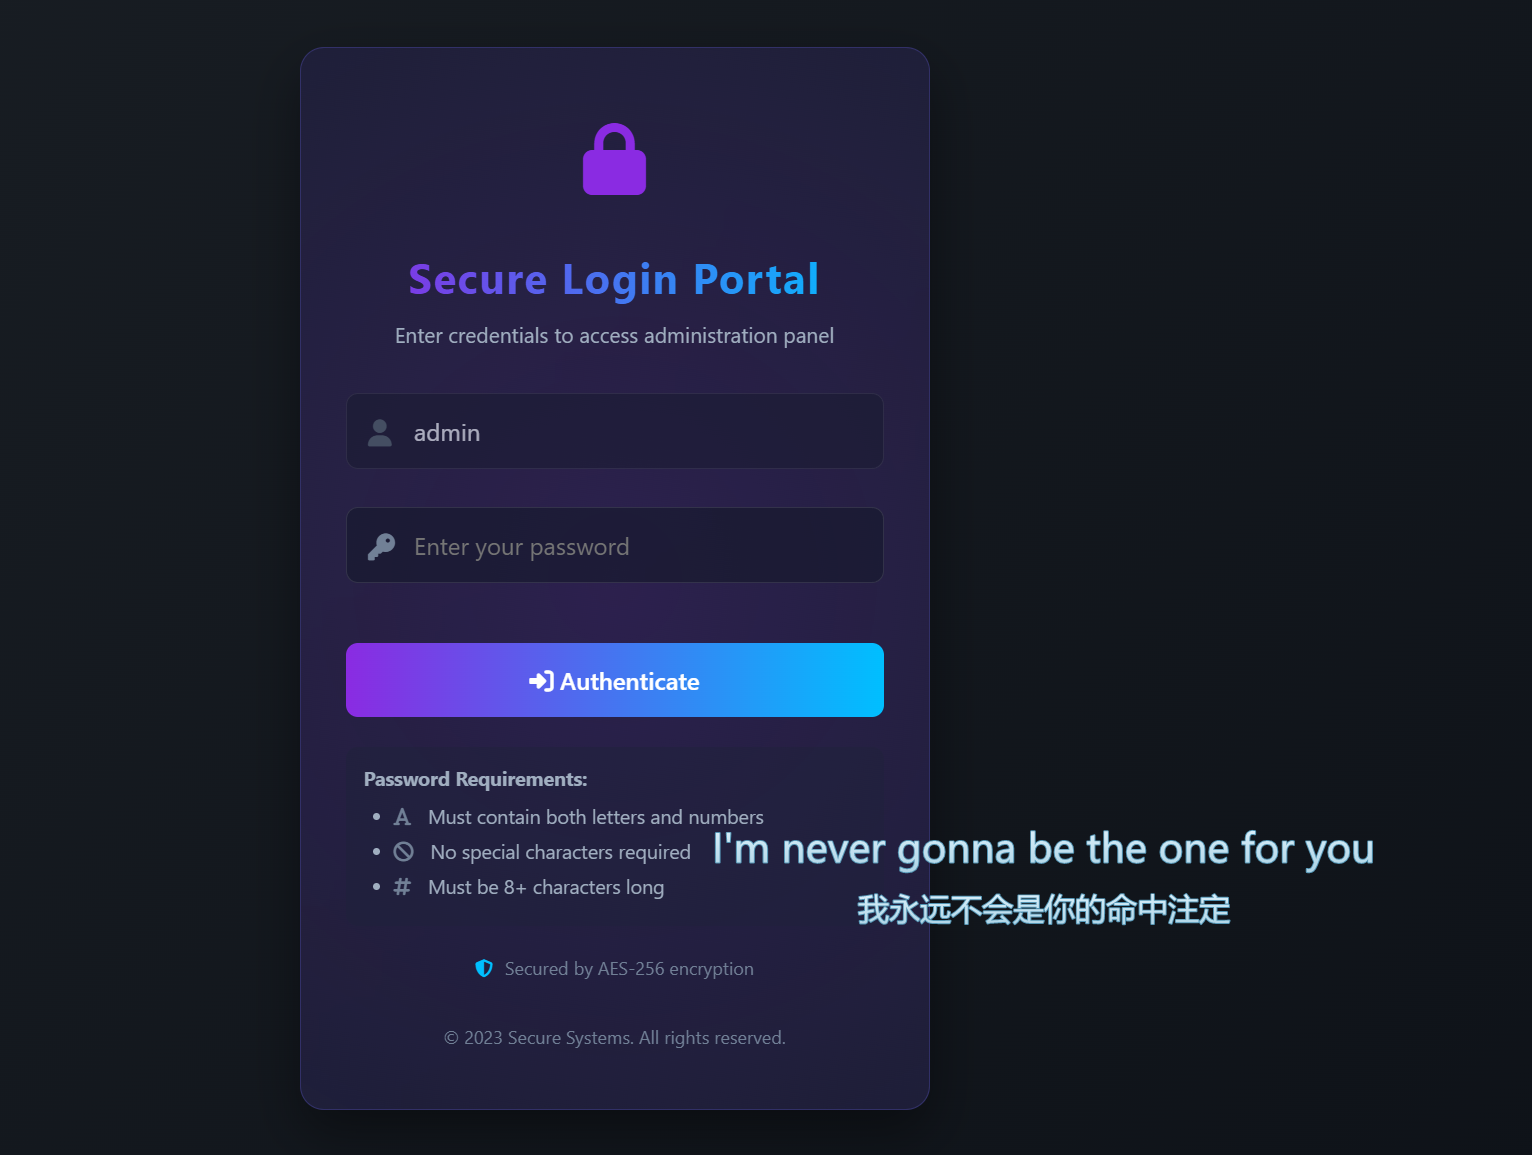 Secure Login Portal
Enter credentials to access administration panel
admin
Enter your password
Authenticate
Password Requirements:
Must contain both letters and numbers
No special characters required
Must be 8+ characters long
I'm never gonna be the one for you
我永远不会是你的命中注定
Secured by AES-256 encryption
© 2023 Secure Systems. All rights reserved.